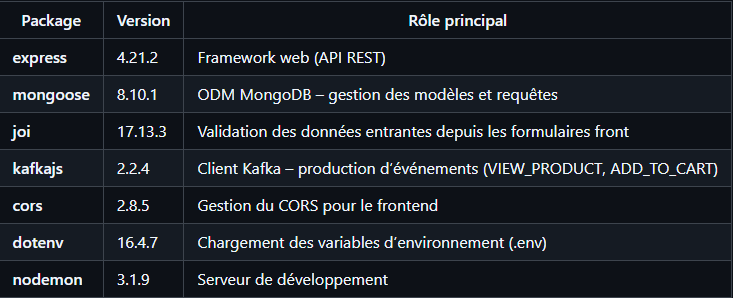 Package Version Rôle principal
express 4.21.2 Framework web (API REST)
mongoose 8.10.1 ODM MongoDB – gestion des modèles et requêtes
joi 17.13.3 Validation des données entrantes depuis les formulaires front
kafkajs 2.2.4 Client Kafka – production d’événements (VIEW_PRODUCT, ADD_TO_CART)
cors 2.8.5 Gestion du CORS pour le frontend
dotenv 16.4.7 Chargement des variables d’environnement (.env)
nodemon 3.1.9 Serveur de développement